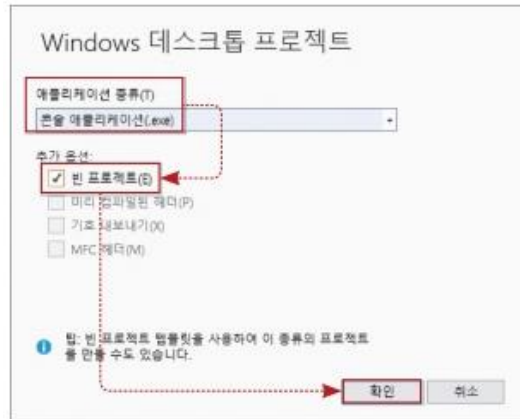 Windows 데스크톱 프로젝트
애플리케이션 종류(T)
콘솔 애플리케이션(.exe)
추가 옵션:
빈 프로젝트(E)
미리 컴파일된 헤더(P)
기호 내보내기(X)
MFC 헤더(M)
팁: 빈 프로젝트 템플릿을 사용하여 이 종류의 프로젝트
를 만들 수도 있습니다.
확인
취소